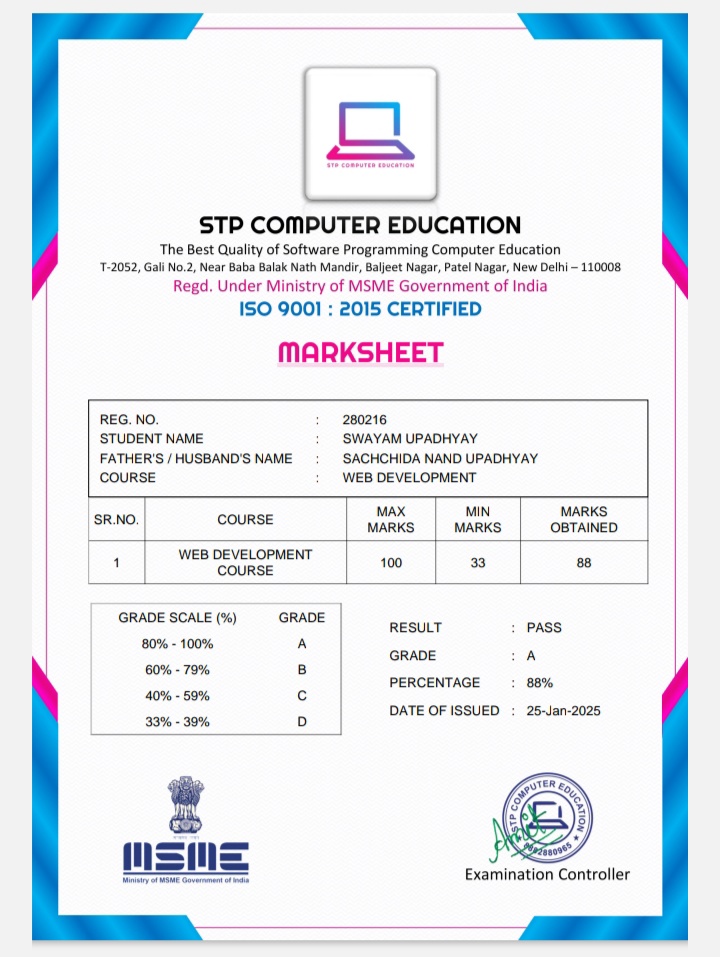 STP COMPUTER EDUCATION
STP COMPUTER EDUCATION
The Best Quality of Software Programming Computer Education
T-2052, Gali No.2, Near Baba Balak Nath Mandir, Baljeet Nagar, Patel Nagar, New Delhi – 110008
Regd. Under Ministry of MSME Government of India
ISO 9001 : 2015 CERTIFIED
MARKSHEET
REG. NO. : 280216
STUDENT NAME : SWAYAM UPADHYAY
FATHER'S / HUSBAND'S NAME : SACHCHIDA NAND UPADHYAY
COURSE : WEB DEVELOPMENT
SR.NO. COURSE MAX MARKS MIN MARKS MARKS OBTAINED
1 WEB DEVELOPMENT COURSE 100 33 88
GRADE SCALE (%) GRADE
80% - 100% A
60% - 79% B
40% - 59% C
33% - 39% D
RESULT : PASS
GRADE : A
PERCENTAGE : 88%
DATE OF ISSUED : 25-Jan-2025
MSME
Ministry of MSME Government of India
STP COMPUTER EDUCATION
Examination Controller